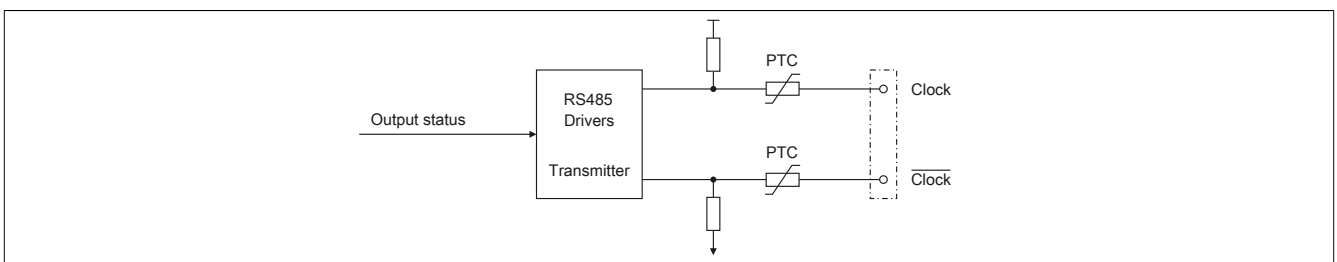 PTC
Clock
RS485
Drivers
Output status
PTC
Transmitter
Clock